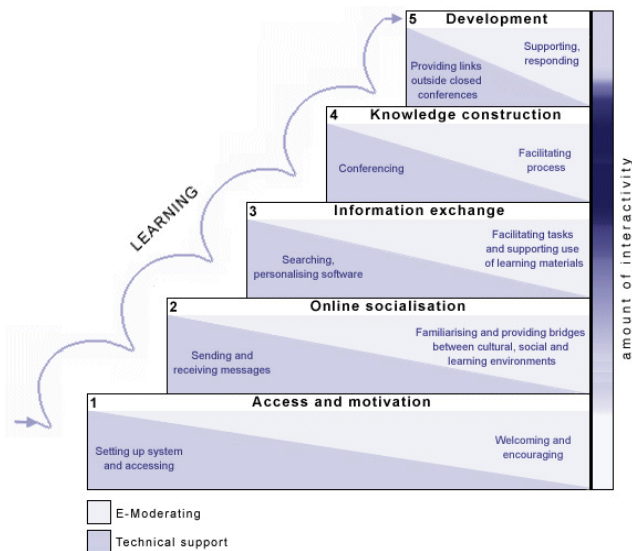 5 Development
Supporting,
responding
Providing links
outside closed
conferences
4 Knowledge construction
Conferencing
Facilitating
process
3 Information exchange
Searching,
personalising software
Facilitating tasks
and supporting use
of learning materials
2 Online socialisation
Sending and
receiving messages
Familiarising and providing bridges
between cultural, social and
learning environments
1 Access and motivation
Setting up system
and accessing
Welcoming and
encouraging
LEARNING
amount of interactivity
E-Moderating
Technical support